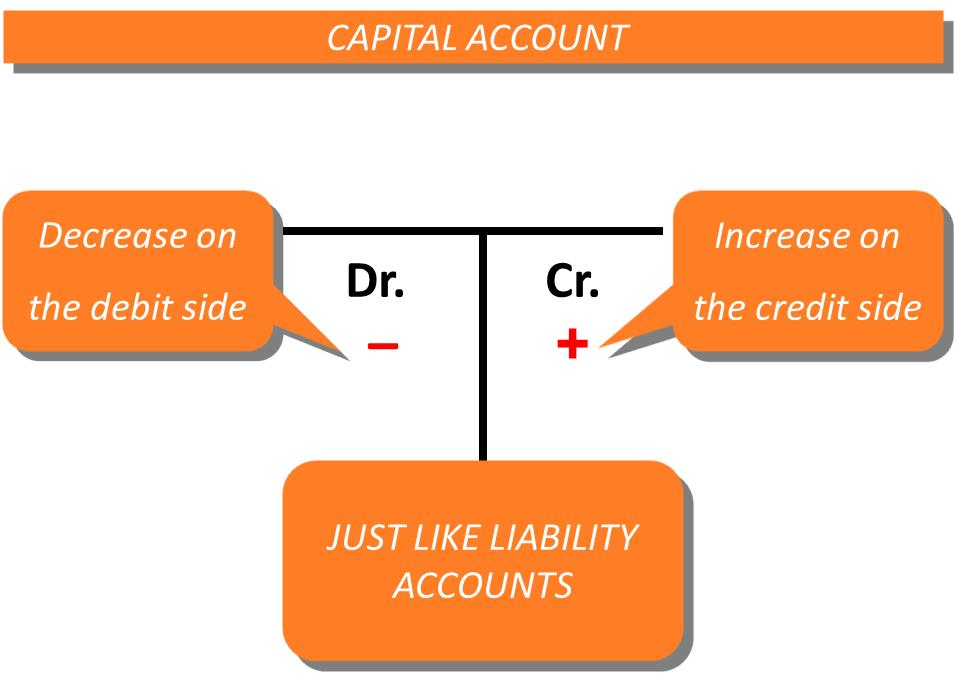 CAPITAL ACCOUNT
Decrease on
the debit side
Dr.
–
Cr.
+
Increase on
the credit side
JUST LIKE LIABILITY
ACCOUNTS